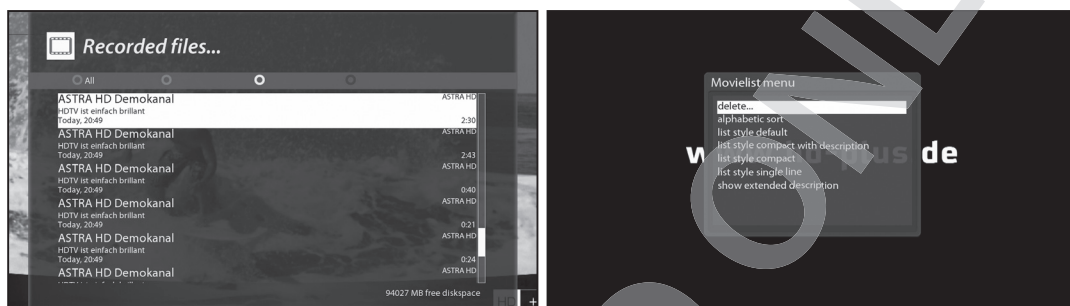 Recorded files...
All
ASTRA HD Demokanal ASTRA HD
HDTV ist einfach brillant
Today, 20:49 2:30
ASTRA HD Demokanal ASTRA HD
HDTV ist einfach brillant
Today, 20:49 2:43
ASTRA HD Demokanal ASTRA HD
HDTV ist einfach brillant
Today, 20:49 0:40
ASTRA HD Demokanal ASTRA HD
HDTV ist einfach brillant
Today, 20:49 0:21
ASTRA HD Demokanal ASTRA HD
HDTV ist einfach brillant
Today, 20:49 0:24
ASTRA HD Demokanal ASTRA HD
94027 MB free diskspace
HD +
Movielist menu
delete...
alphabetic sort
list style default
list style compact with description
list style compact
list style single line
show extended description
de